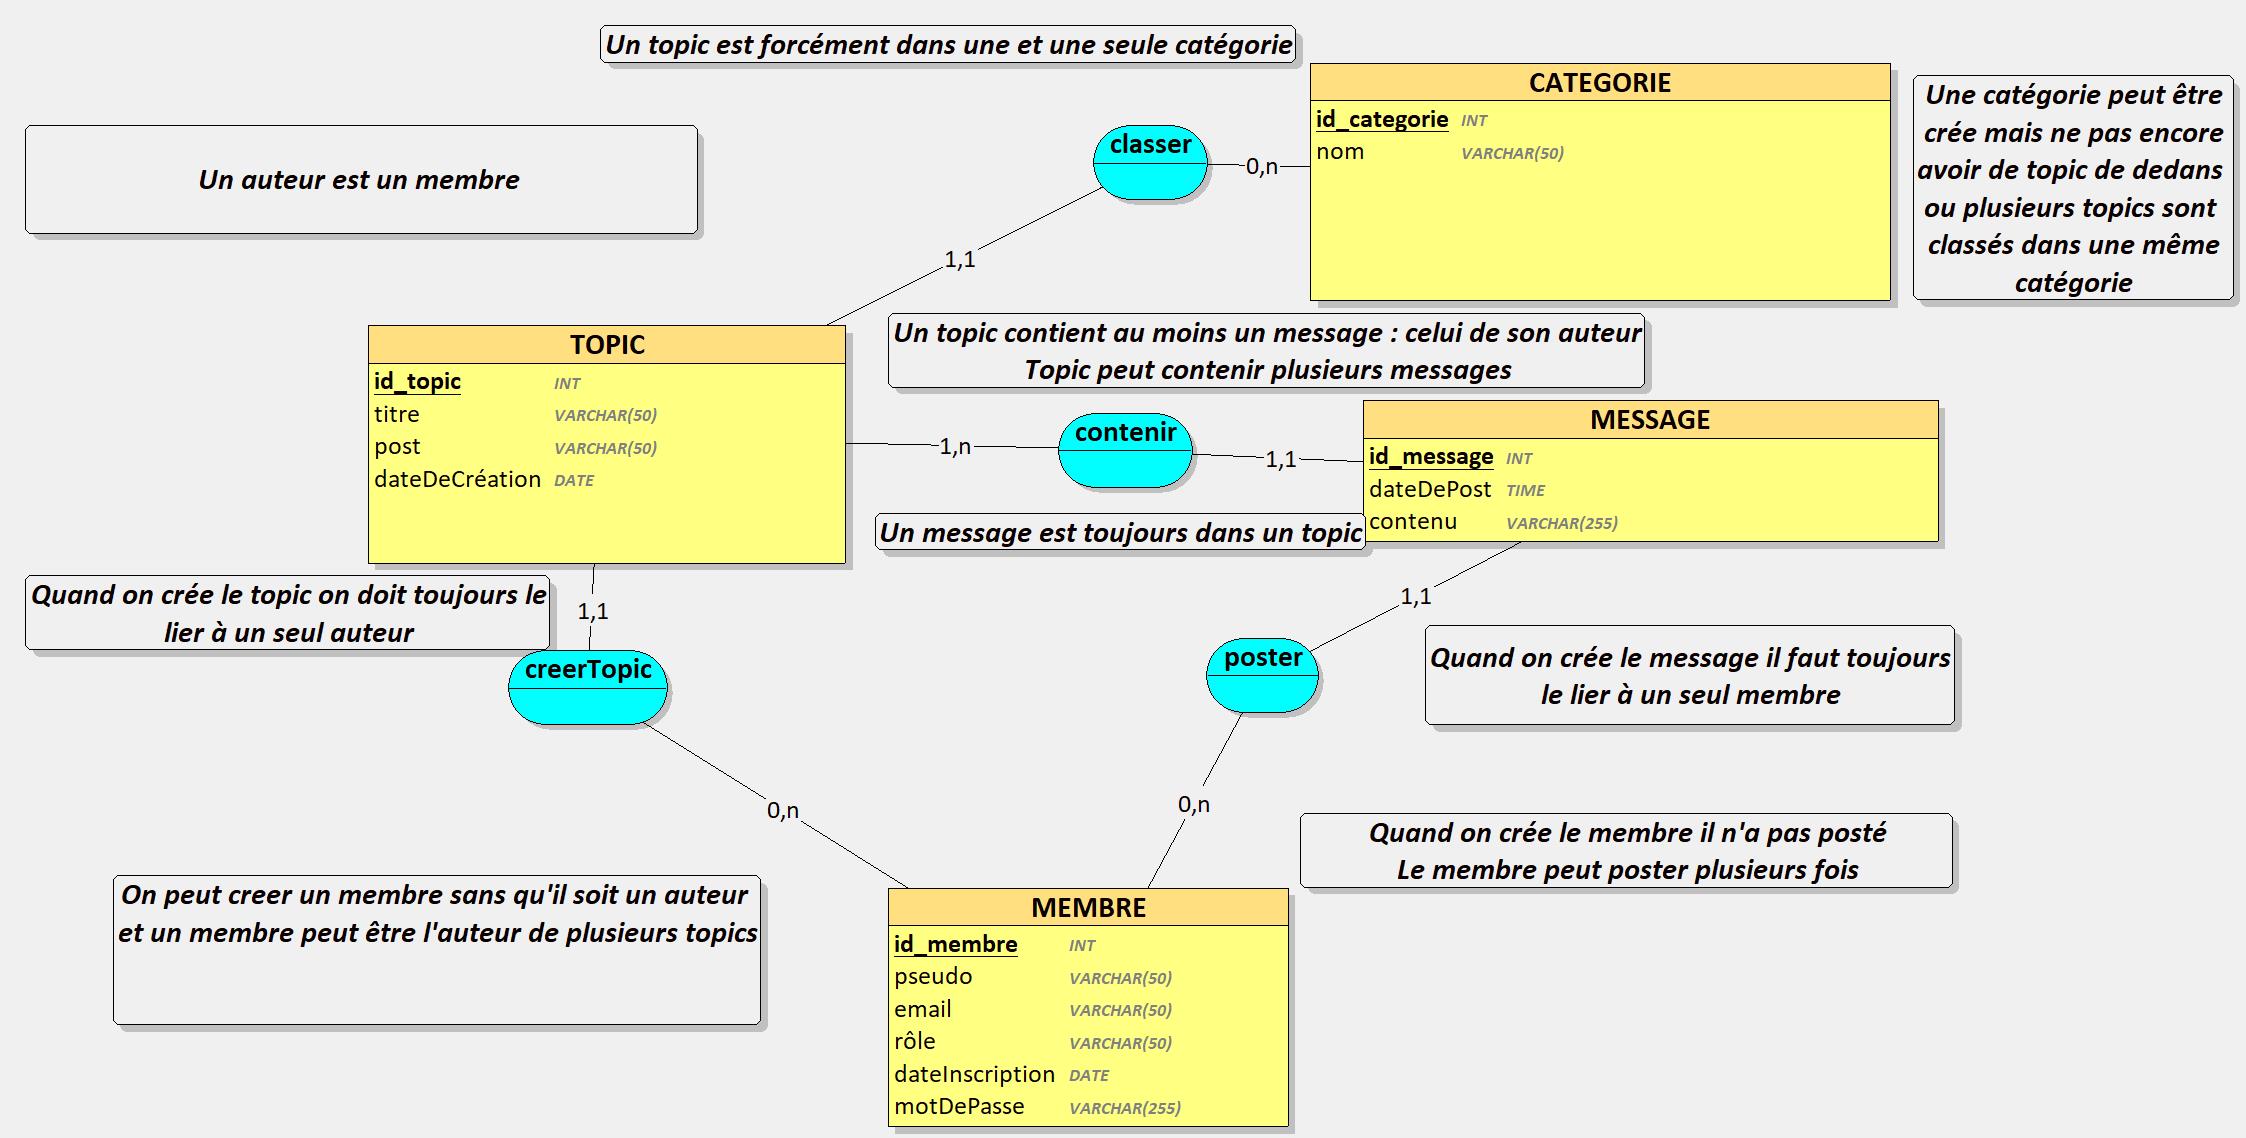 Un topic est forcément dans une et une seule catégorie
CATEGORIE
id_categorie INT
nom VARCHAR(50)
Une catégorie peut être
crée mais ne pas encore
avoir de topic de dedans
ou plusieurs topics sont
classés dans une même
catégorie
Un auteur est un membre
classer
0,n
1,1
Un topic contient au moins un message : celui de son auteur
Topic peut contenir plusieurs messages
TOPIC
id_topic INT
titre VARCHAR(50)
post VARCHAR(50)
dateDeCréation DATE
1,n
contenir
1,1
MESSAGE
id_message INT
dateDePost TIME
contenu VARCHAR(255)
Un message est toujours dans un topic
Quand on crée le topic on doit toujours le
lier à un seul auteur
1,1
creerTopic
0,n
1,1
poster
0,n
Quand on crée le message il faut toujours
le lier à un seul membre
Quand on crée le membre il n'a pas posté
Le membre peut poster plusieurs fois
On peut creer un membre sans qu'il soit un auteur
et un membre peut être l'auteur de plusieurs topics
MEMBRE
id_membre INT
pseudo VARCHAR(50)
email VARCHAR(50)
rôle VARCHAR(50)
dateInscription DATE
motDePasse VARCHAR(255)